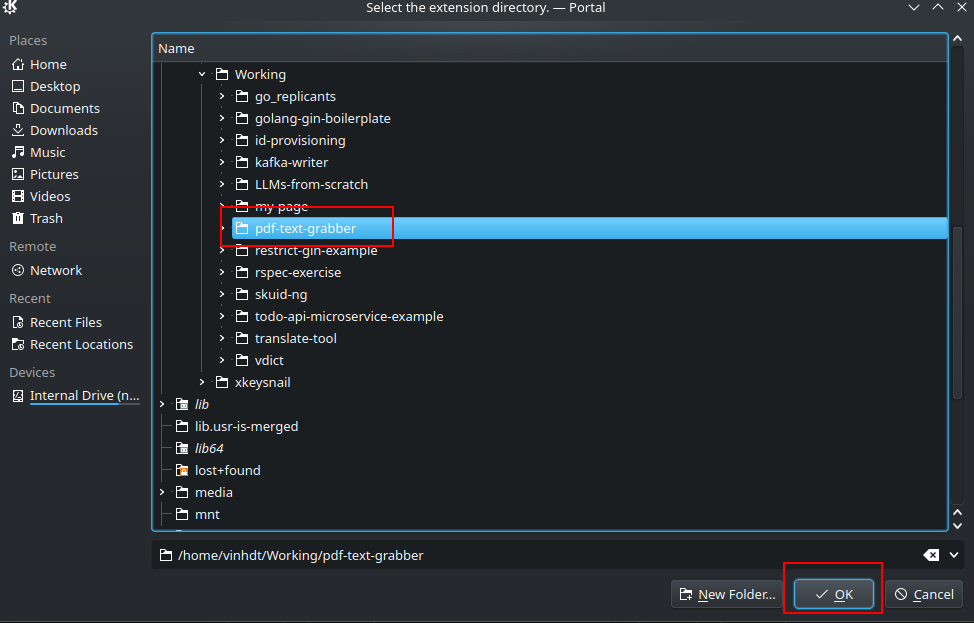 Select the extension directory. — Portal
Places
Home
Desktop
Documents
Downloads
Music
Pictures
Videos
Trash
Remote
Network
Recent
Recent Files
Recent Locations
Devices
Internal Drive (n...
Name
Working
go_replicants
golang-gin-boilerplate
id-provisioning
kafka-writer
LLMs-from-scratch
my-page
pdf-text-grabber
restrict-gin-example
rspec-exercise
skuid-ng
todo-api-microservice-example
translate-tool
vdict
xkeysnail
lib
lib.usr-is-merged
lib64
lost+found
media
mnt
/home/vinhdt/Working/pdf-text-grabber
New Folder...
OK
Cancel